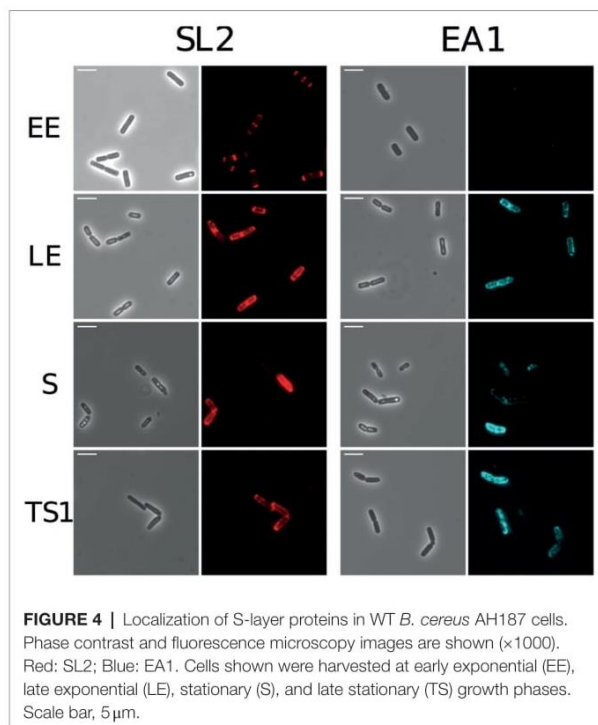 SL2 EA1
EE
LE
S
TS1
FIGURE 4 | Localization of S-layer proteins in WT B. cereus AH187 cells.
Phase contrast and fluorescence microscopy images are shown (×1000).
Red: SL2; Blue: EA1. Cells shown were harvested at early exponential (EE),
late exponential (LE), stationary (S), and late stationary (TS) growth phases.
Scale bar, 5 μm.